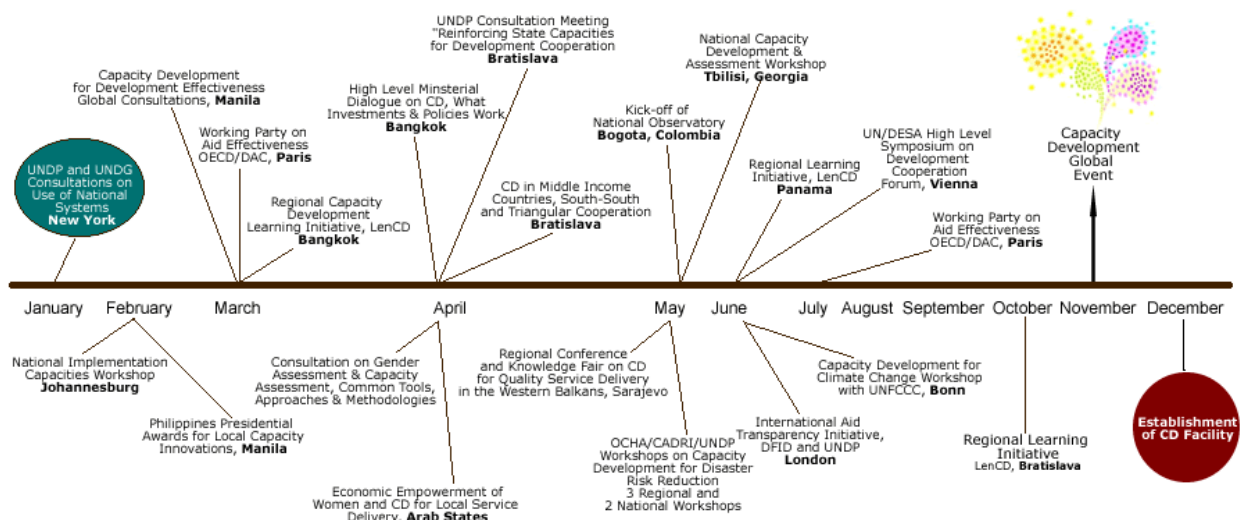 UNDP Consultation Meeting
"Reinforcing State Capacities
for Development Cooperation
Bratislava
National Capacity
Development &
Assessment Workshop
Tbilisi, Georgia
Capacity Development
for Development Effectiveness
Global Consultations, Manila
High Level Minsterial
Dialogue on CD, What
Investments & Policies Work
Bangkok
Kick-off of
National Observatory
Bogota, Colombia
Working Party on
Aid Effectiveness
OECD/DAC, Paris
UN/DESA High Level
Symposium on
Development
Cooperation
Forum, Vienna
Capacity
Development
Global
Event
UNDP and UNDG
Consultations on
Use of National
Systems
New York
Regional Learning
Initiative, LenCD
Panama
CD in Middle Income
Countries, South-South
and Triangular Cooperation
Bratislava
Regional Capacity
Development
Learning Initiative, LenCD
Bangkok
Working Party on
Aid Effectiveness
OECD/DAC, Paris
January February March April May June July August September October November December
National Implementation
Capacities Workshop
Johannesburg
Consultation on Gender
Assessment & Capacity
Assessment, Common Tools,
Approaches & Methodologies
Regional Conference
and Knowledge Fair on CD
for Quality Service Delivery
in the Western Balkans, Sarajevo
Capacity Development for
Climate Change Workshop
with UNFCCC, Bonn
Philippines Presidential
Awards for Local Capacity
Innovations, Manila
International Aid
Transparency Initiative,
DFID and UNDP
London
Establishment
of CD Facility
OCHA/CADRI/UNDP
Workshops on Capacity
Development for Disaster
Risk Reduction
3 Regional and
2 National Workshops
Regional Learning
Initiative
LenCD, Bratislava
Economic Empowerment of
Women and CD for Local Service
Delivery, Arab States